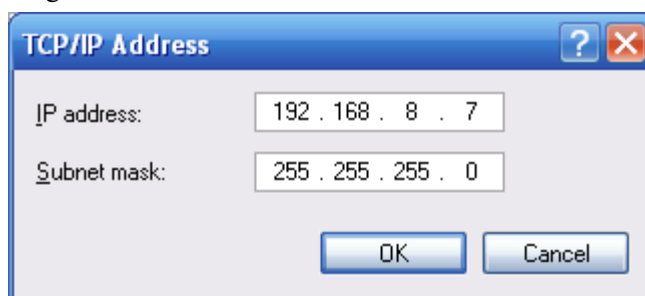 TCP/IP Address
IP address: 192 . 168 . 8 . 7
Subnet mask: 255 . 255 . 255 . 0
OK Cancel